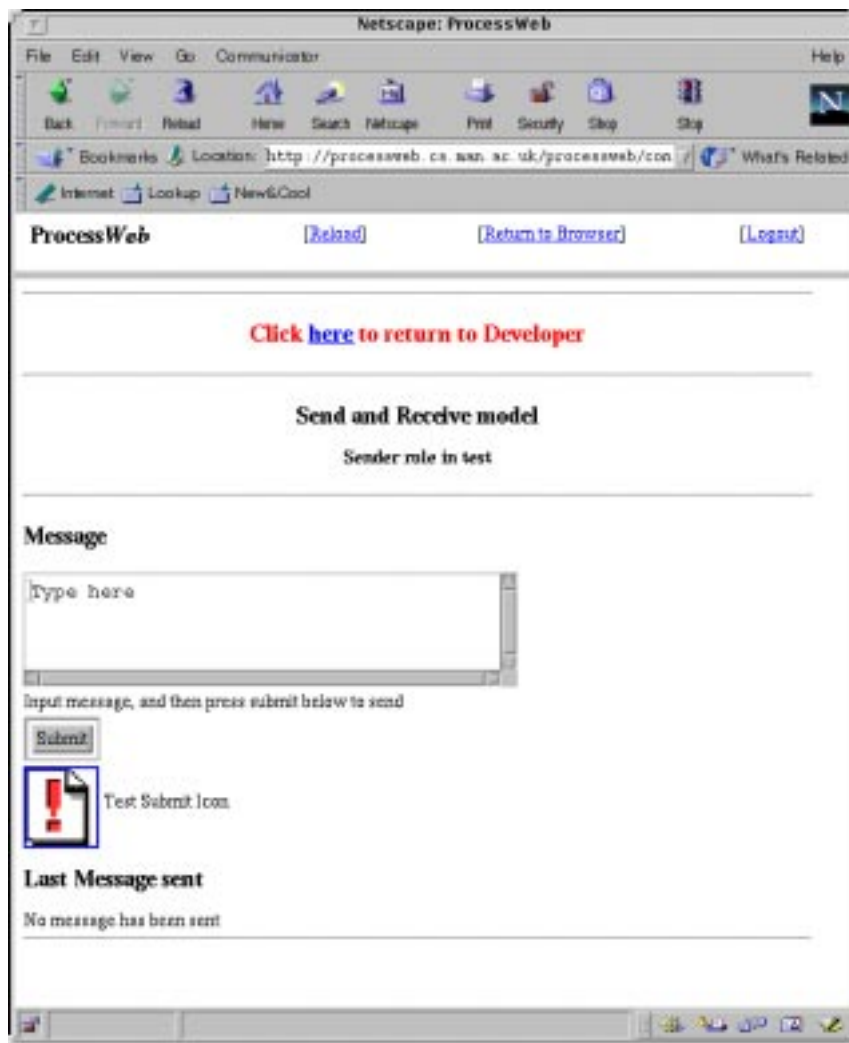 Netscape: ProcessWeb
File Edit View Go Communicator Help
Back Forward Reload Home Search Netscape Print Security Shop Stop
Bookmarks Location: http://processweb.cs.man.ac.uk/processweb/con What's Related
Internet Lookup New&Cool
ProcessWeb [Reload] [Return to Browser] [Logout]
Click here to return to Developer
Send and Receive model
Sender role in test
Message
Type here
Input message, and then press submit below to send
Submit
Test Submit Icon
Last Message sent
No message has been sent